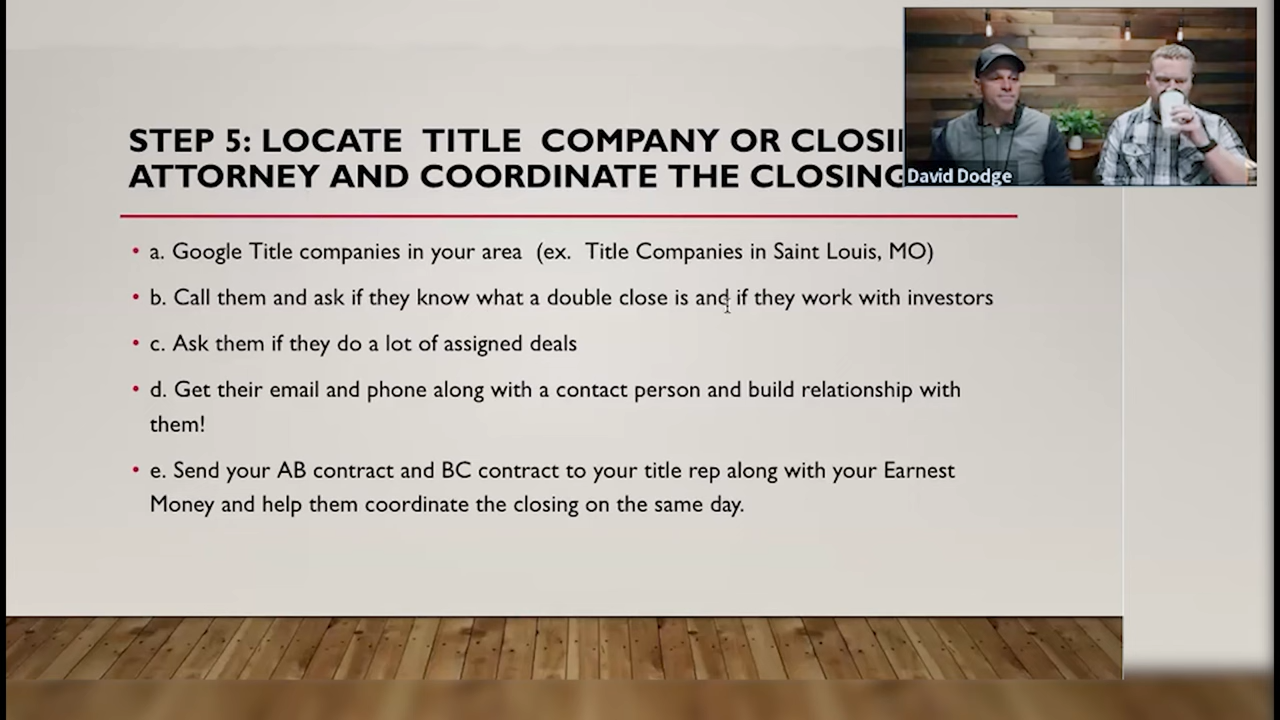 STEP 5: LOCATE TITLE COMPANY OR
ATTORNEY AND COORDINATE THE CLOSING
• a. Google Title companies in your area (ex. Title Companies in Saint Louis, MO)
• b. Call them and ask if they know what a double close is and if they work with investors
• c. Ask them if they do a lot of assigned deals
• d. Get their email and phone along with a contact person and build relationship with
them!
• e. Send your AB contract and BC contract to your title rep along with your Earnest
Money and help them coordinate the closing on the same day.
David Dodge